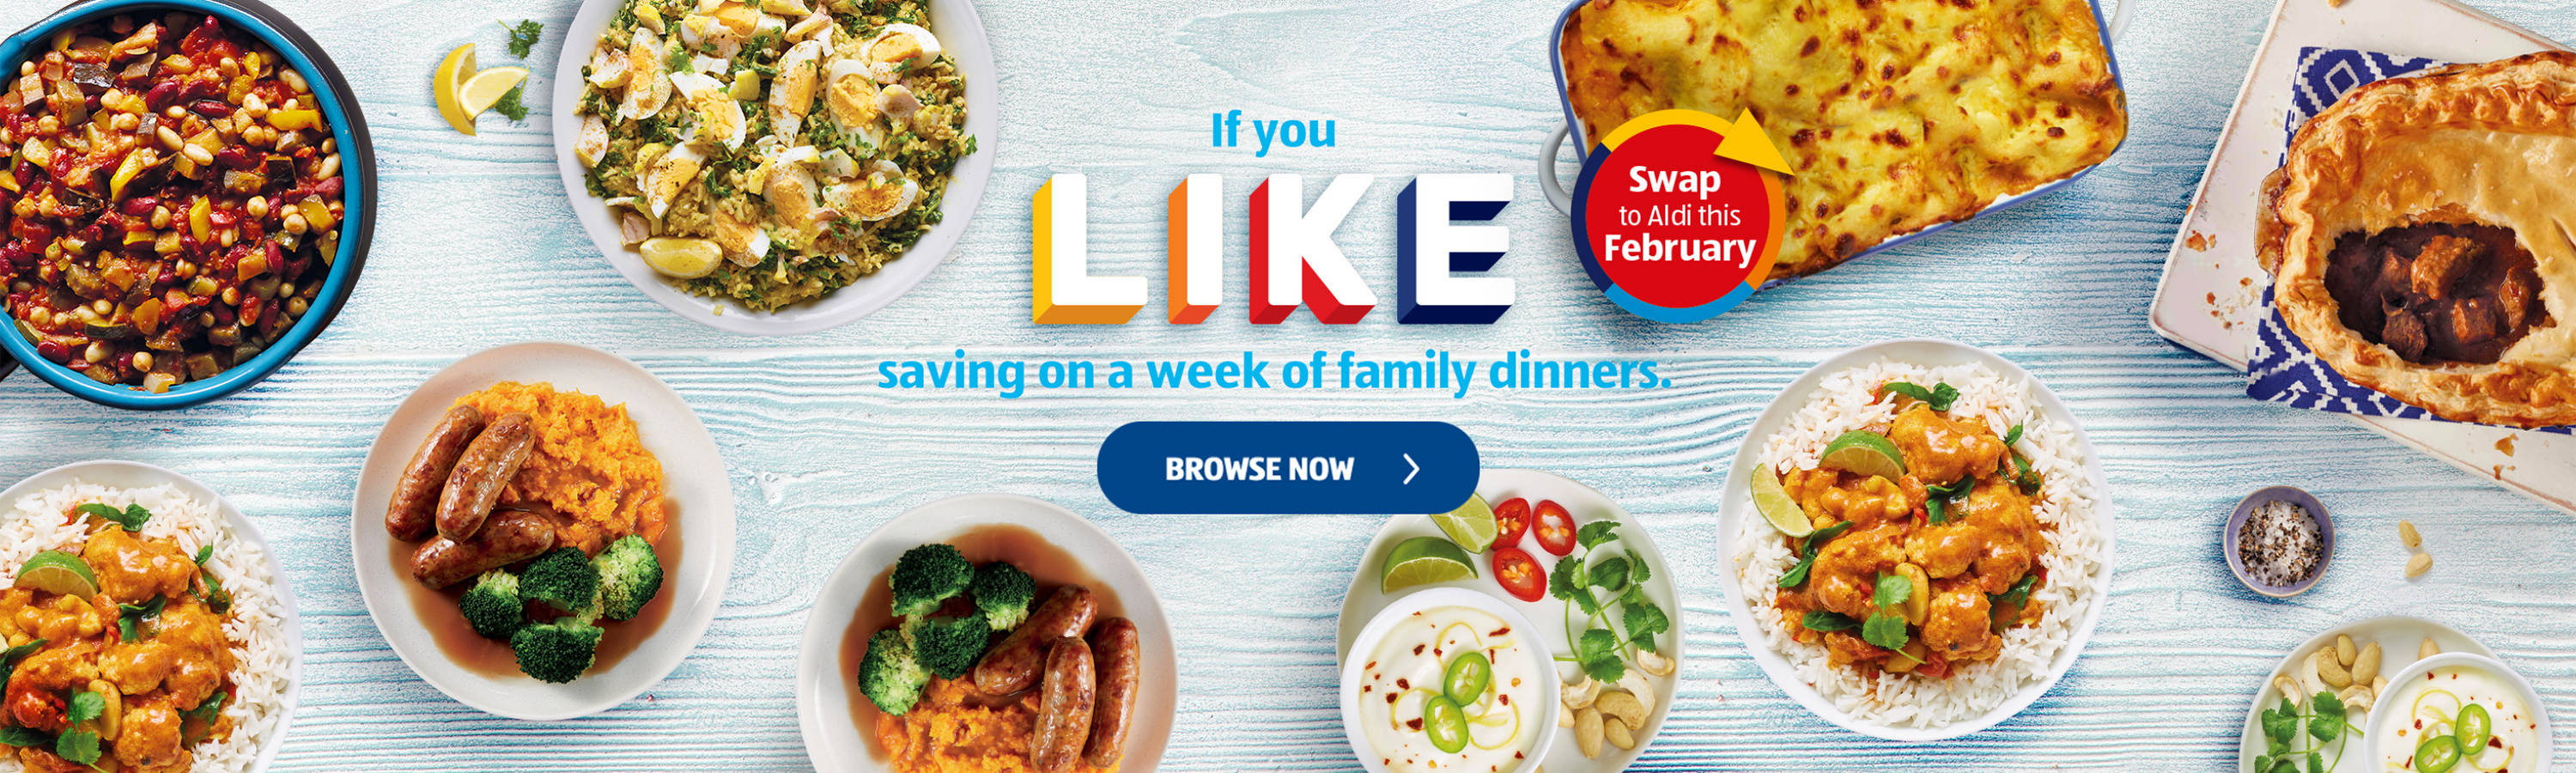 If you
LIKE
saving on a week of family dinners.
Swap
to Aldi this
February
BROWSE NOW